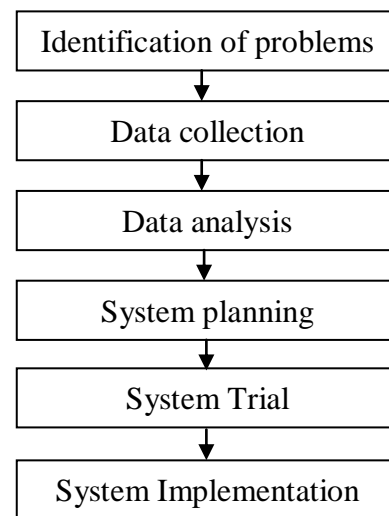 Identification of problems
Data collection
Data analysis
System planning
System Trial
System Implementation